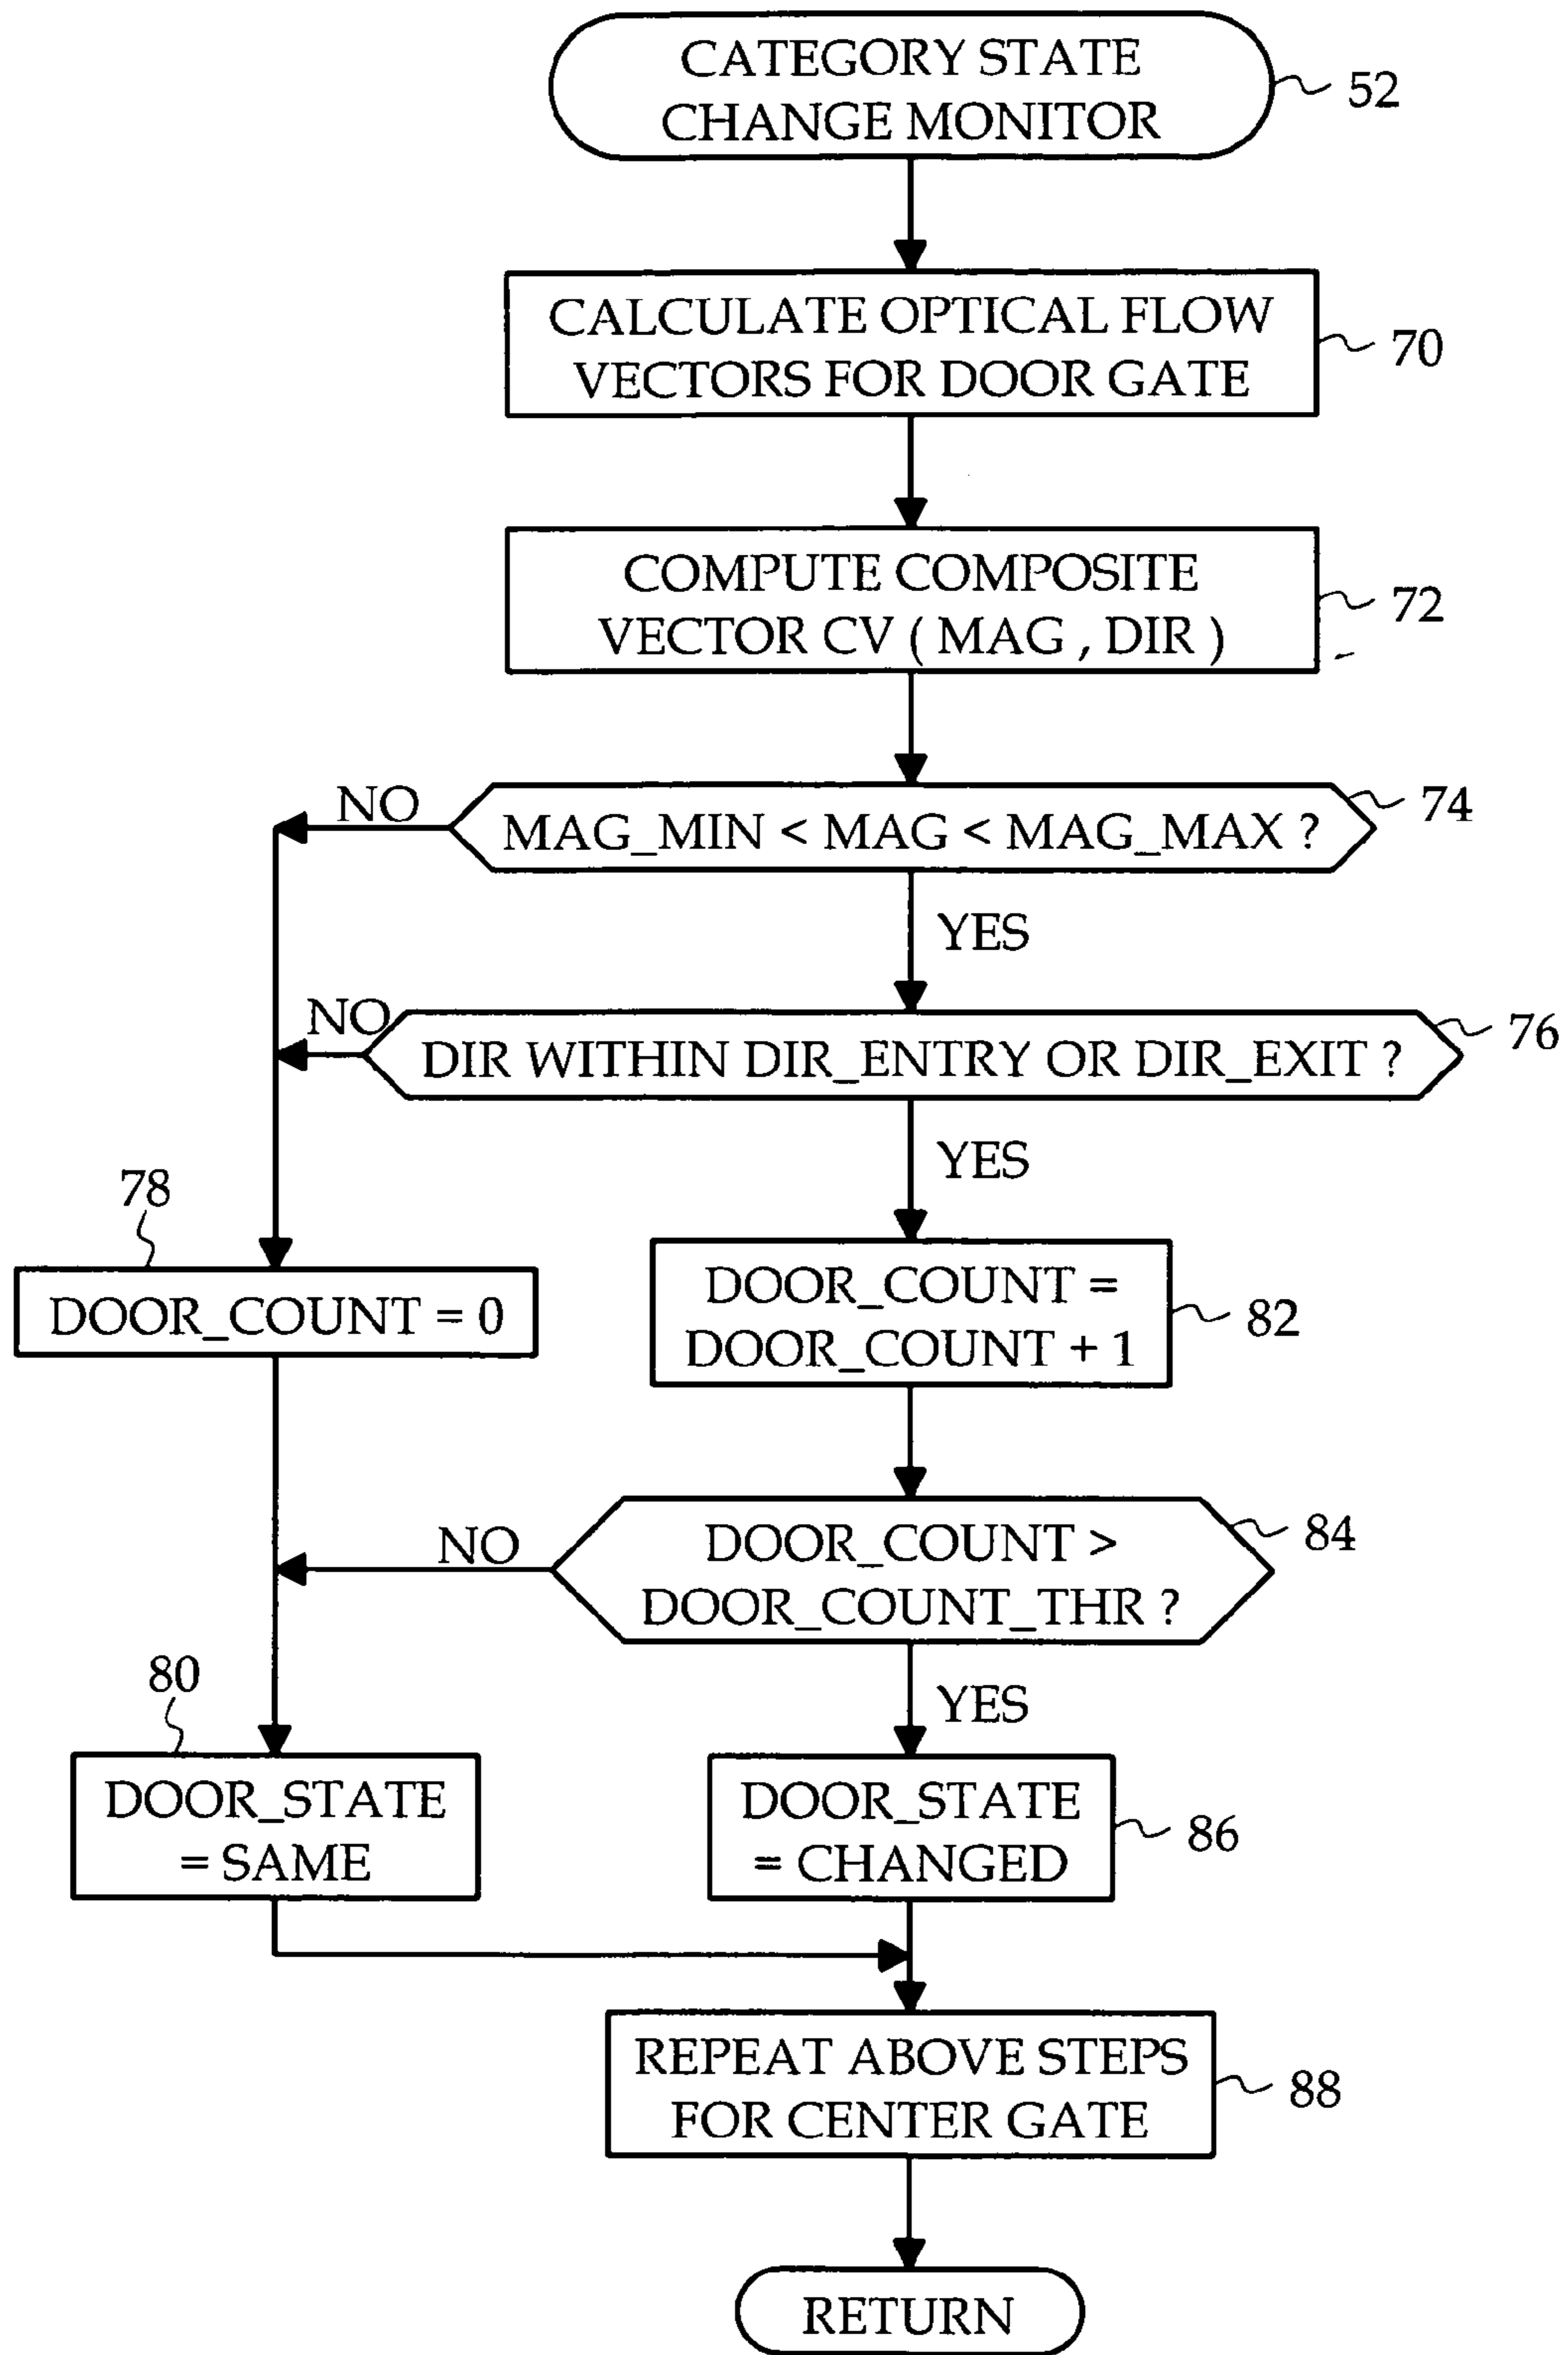 CATEGORY STATE
CHANGE MONITOR
52
CALCULATE OPTICAL FLOW
VECTORS FOR DOOR GATE
70
COMPUTE COMPOSITE
VECTOR CV ( MAG , DIR )
72
NO
MAG_MIN < MAG < MAG_MAX ?
74
YES
NO
DIR WITHIN DIR_ENTRY OR DIR_EXIT ?
76
YES
78
DOOR_COUNT = 0
DOOR_COUNT =
DOOR_COUNT + 1
82
NO
DOOR_COUNT >
DOOR_COUNT_THR ?
84
YES
80
DOOR_STATE
= SAME
DOOR_STATE
= CHANGED
86
REPEAT ABOVE STEPS
FOR CENTER GATE
88
RETURN